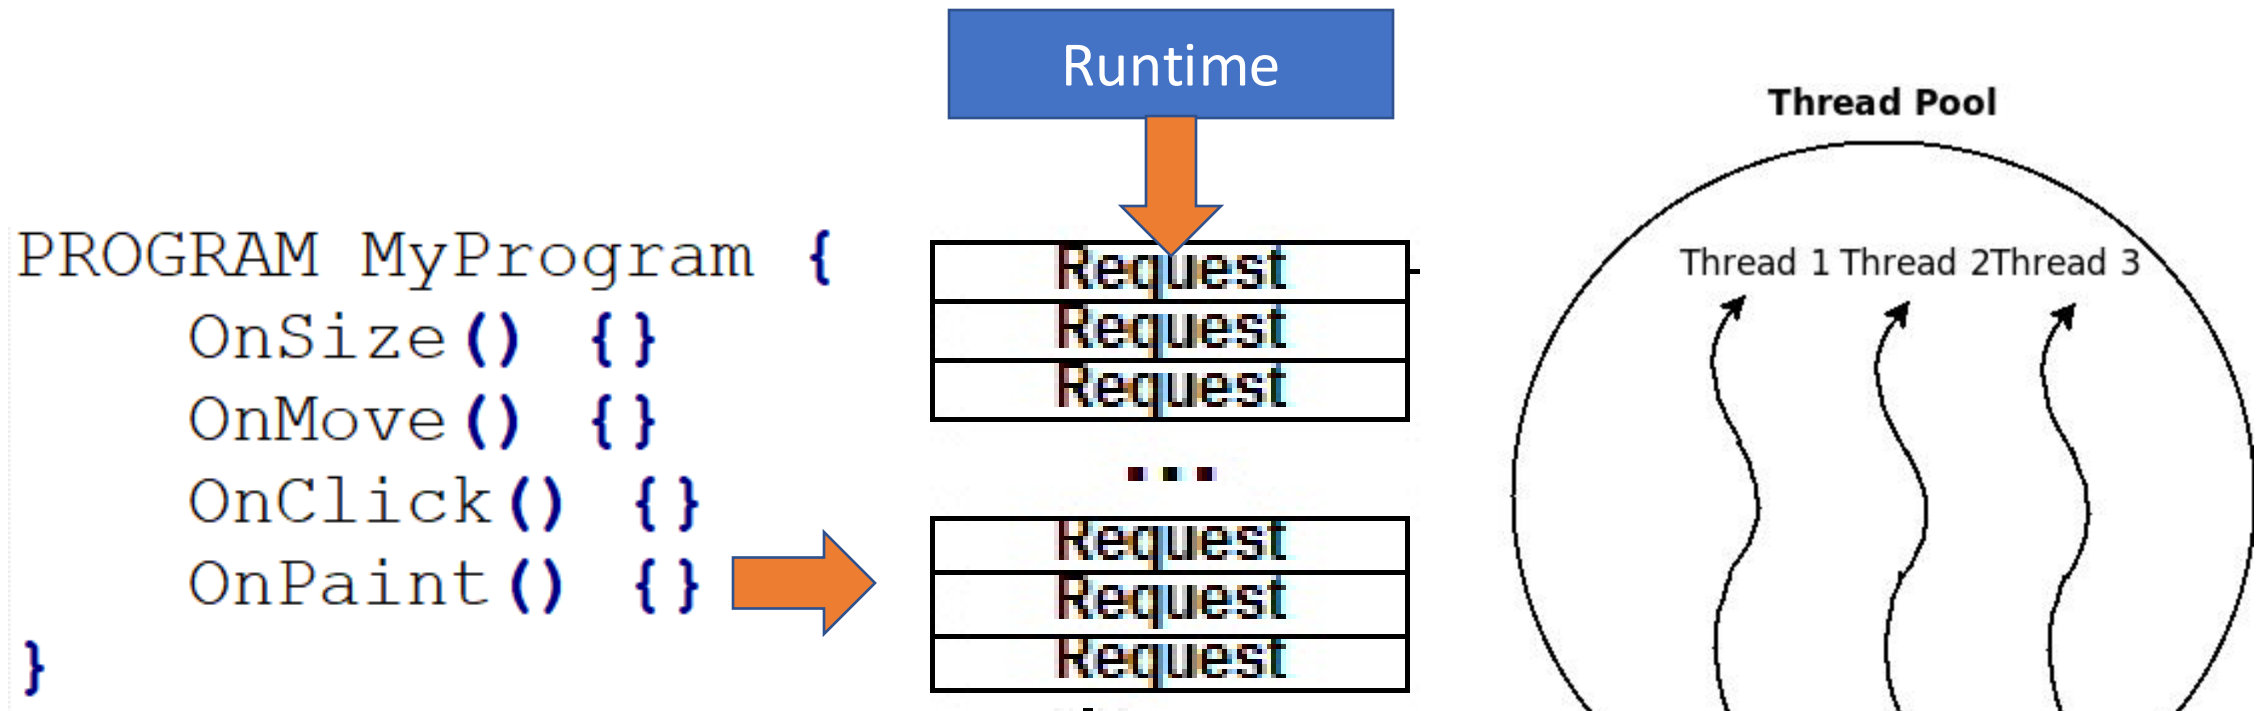 Runtime
Thread Pool
PROGRAM MyProgram {
OnSize() {}
OnMove() {}
OnClick() {}
OnPaint() {}
}
Request
Request
Request
...
Request
Request
Request
Thread 1 Thread 2Thread 3